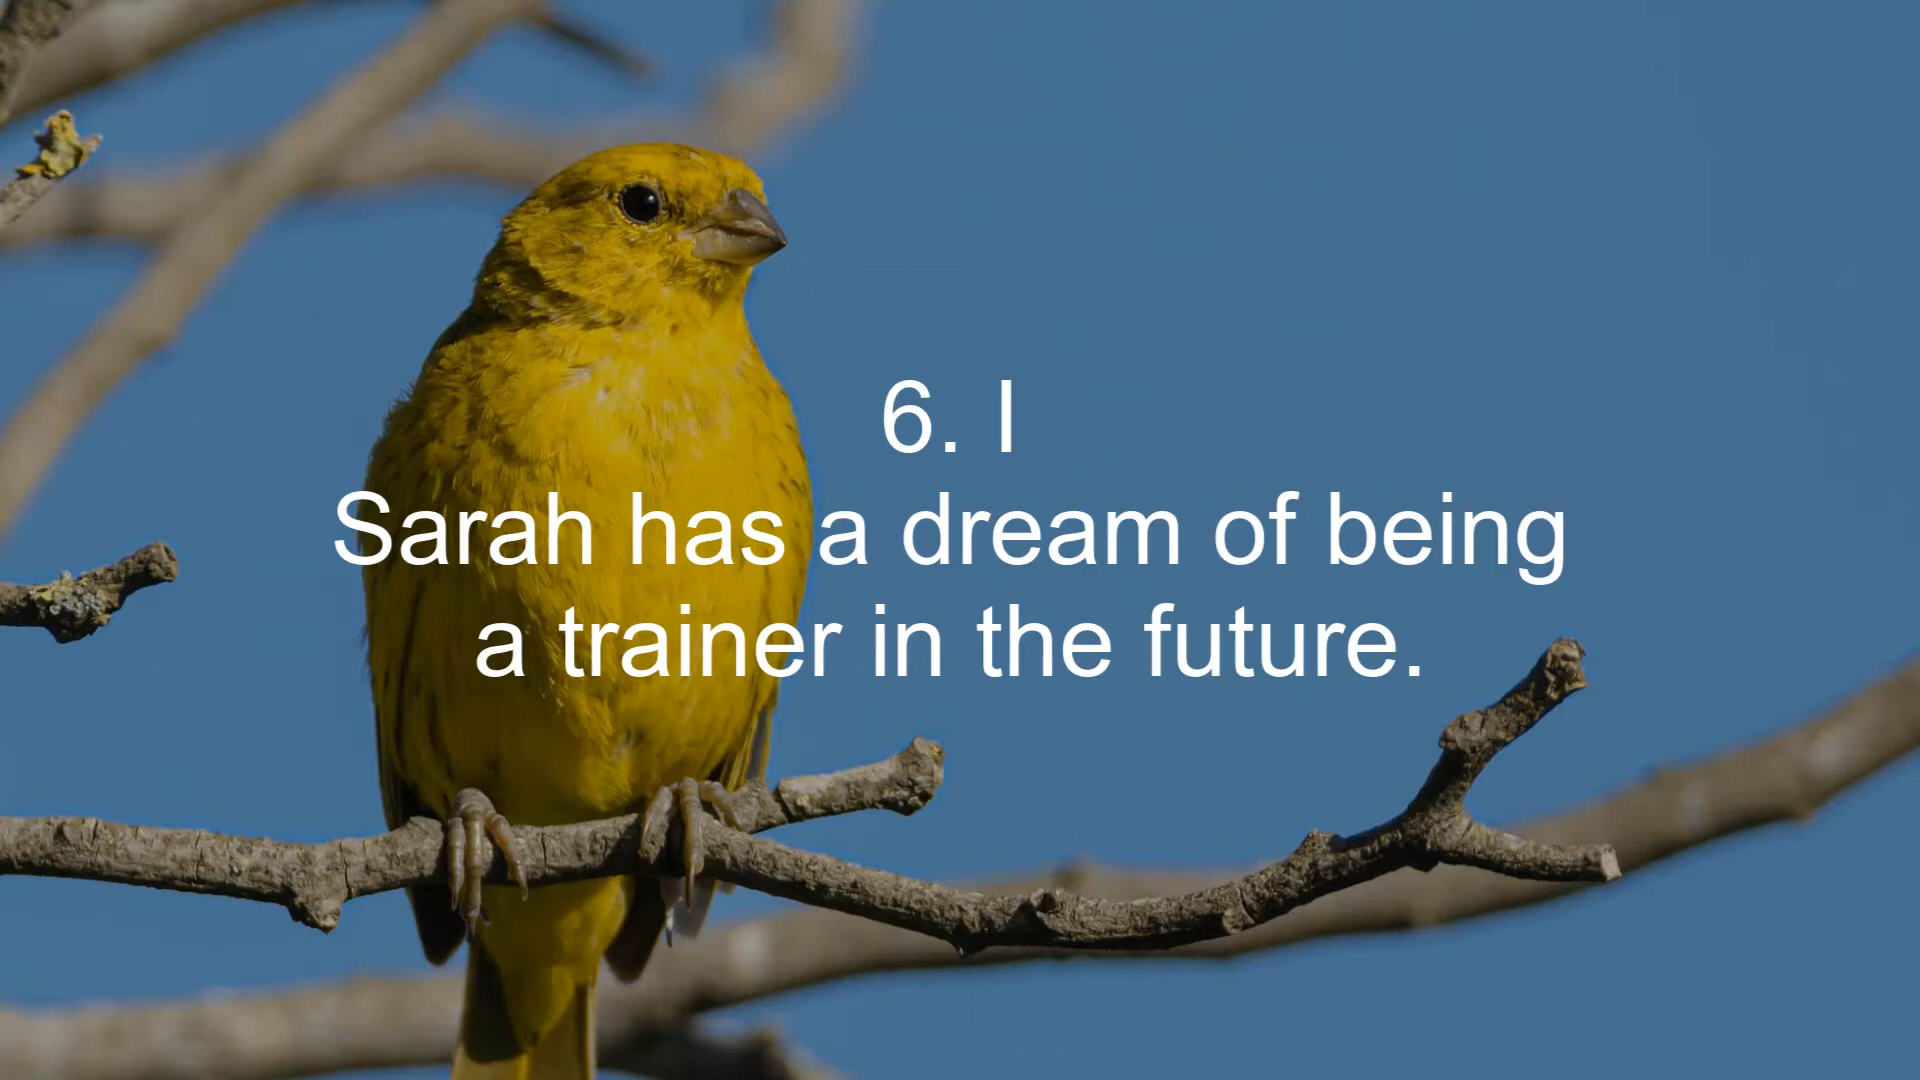 6. I
Sarah has a dream of being
a trainer in the future.